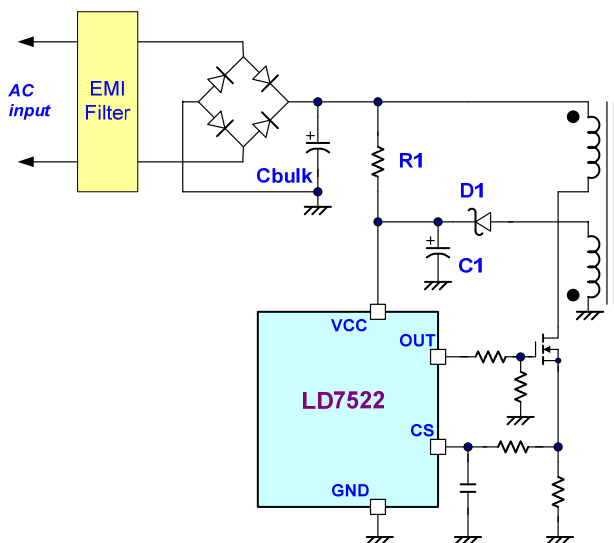 AC
input
EMI
Filter
Cbulk
R1
D1
C1
VCC
OUT
LD7522
CS
GND